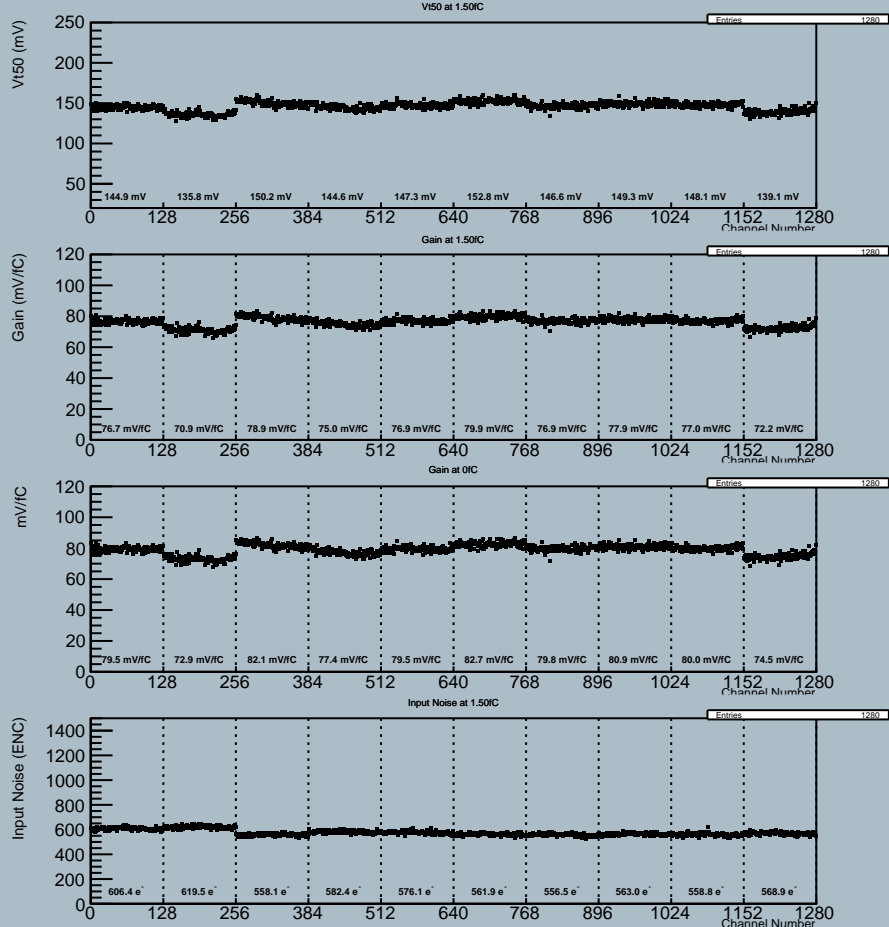 Vt50 at 1.50fC
Entries 1280
Vt50 (mV)
250
200
150
100
50
144.9 mV 135.8 mV 150.2 mV 144.6 mV 147.3 mV 152.8 mV 146.6 mV 149.3 mV 148.1 mV 139.1 mV
0 128 256 384 512 640 768 896 1024 1152 1280
Channel Number
Gain at 1.50fC
Entries 1280
Gain (mV/fC)
120
100
80
60
40
20
0
76.7 mV/fC 70.9 mV/fC 78.9 mV/fC 75.0 mV/fC 76.9 mV/fC 79.9 mV/fC 76.9 mV/fC 77.9 mV/fC 77.0 mV/fC 72.2 mV/fC
0 128 256 384 512 640 768 896 1024 1152 1280
Channel Number
Gain at 0fC
Entries 1280
mV/fC
120
100
80
60
40
20
0
79.5 mV/fC 72.9 mV/fC 82.1 mV/fC 77.4 mV/fC 79.5 mV/fC 82.7 mV/fC 79.8 mV/fC 80.9 mV/fC 80.0 mV/fC 74.5 mV/fC
0 128 256 384 512 640 768 896 1024 1152 1280
Channel Number
Input Noise at 1.50fC
Entries 1280
Input Noise (ENC)
1400
1200
1000
800
600
400
200
0
606.4 e⁻ 619.5 e⁻ 558.1 e⁻ 582.4 e⁻ 576.1 e⁻ 561.9 e⁻ 556.5 e⁻ 563.0 e⁻ 558.8 e⁻ 568.9 e⁻
0 128 256 384 512 640 768 896 1024 1152 1280
Channel Number